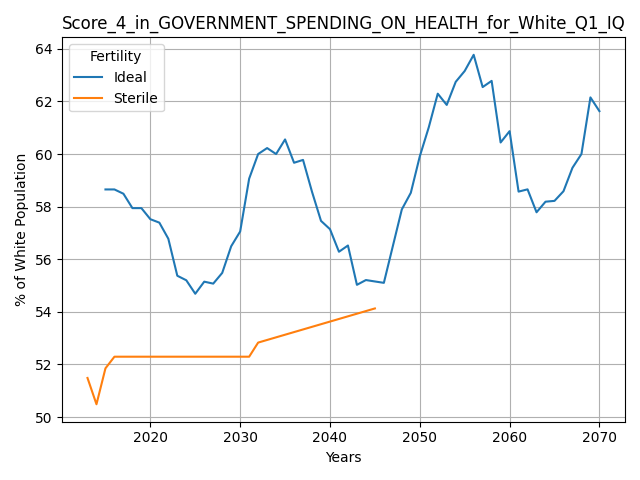 Score_4_in_GOVERNMENT_SPENDING_ON_HEALTH_for_White_Q1_IQ
Fertility
Ideal
Sterile
64
62
60
58
56
54
52
50
% of White Population
2020
2030
2040
2050
2060
2070
Years